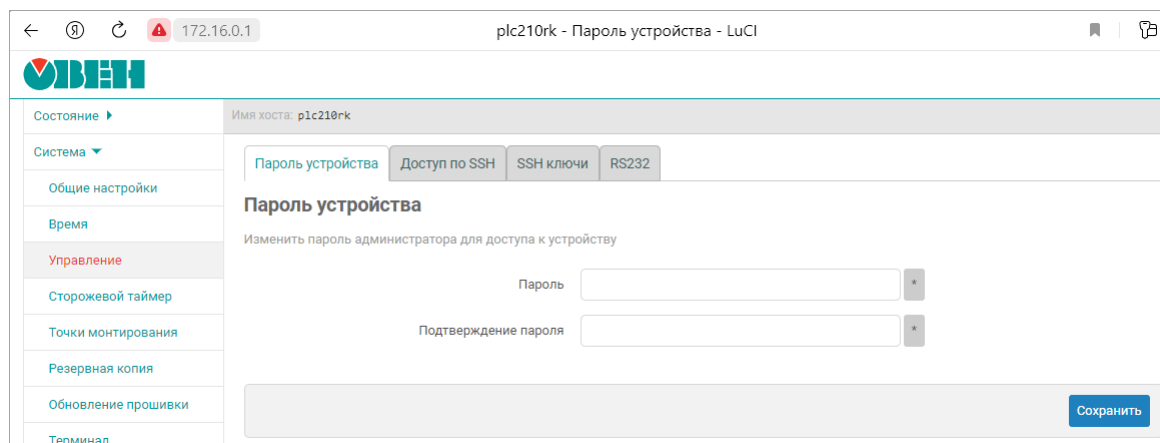 172.16.0.1
plc210rk - Пароль устройства - LuCI
ОВЕН
Состояние
Имя хоста: plc210rk
Система
Пароль устройства
Доступ по SSH
SSH ключи
RS232
Общие настройки
Пароль устройства
Время
Изменить пароль администратора для доступа к устройству
Управление
Пароль
*
Сторожевой таймер
Точки монтирования
Подтверждение пароля
*
Резервная копия
Обновление прошивки
Сохранить
Терминал